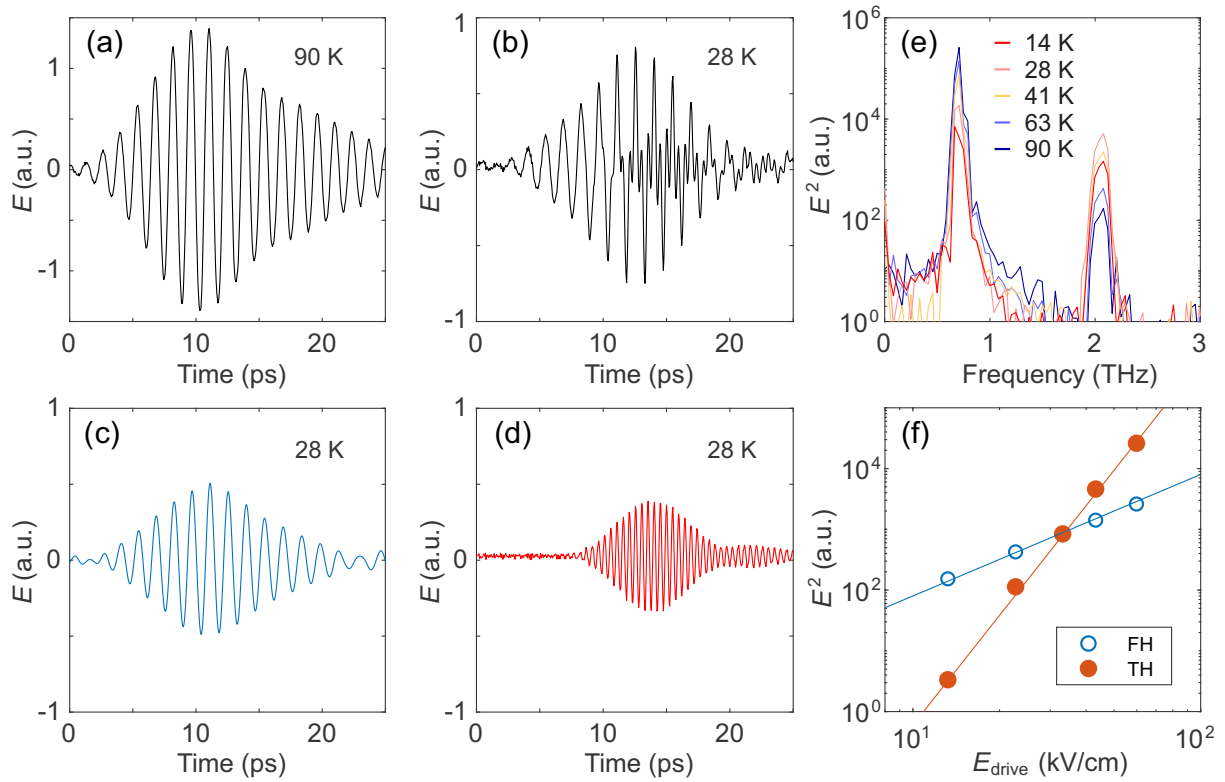 (a)
90 K
E (a.u.)
1
0
-1
0
10
20
Time (ps)
(b)
28 K
E (a.u.)
1
0
-1
0
10
20
Time (ps)
(e)
14 K
28 K
41 K
63 K
90 K
E² (a.u.)
10⁶
10⁴
10²
10⁰
0
1
2
3
Frequency (THz)
(c)
28 K
E (a.u.)
1
0
-1
0
10
20
Time (ps)
(d)
28 K
E (a.u.)
1
0
-1
0
10
20
Time (ps)
(f)
E² (a.u.)
10⁴
10²
10⁰
FH
TH
10¹
10²
E_drive (kV/cm)